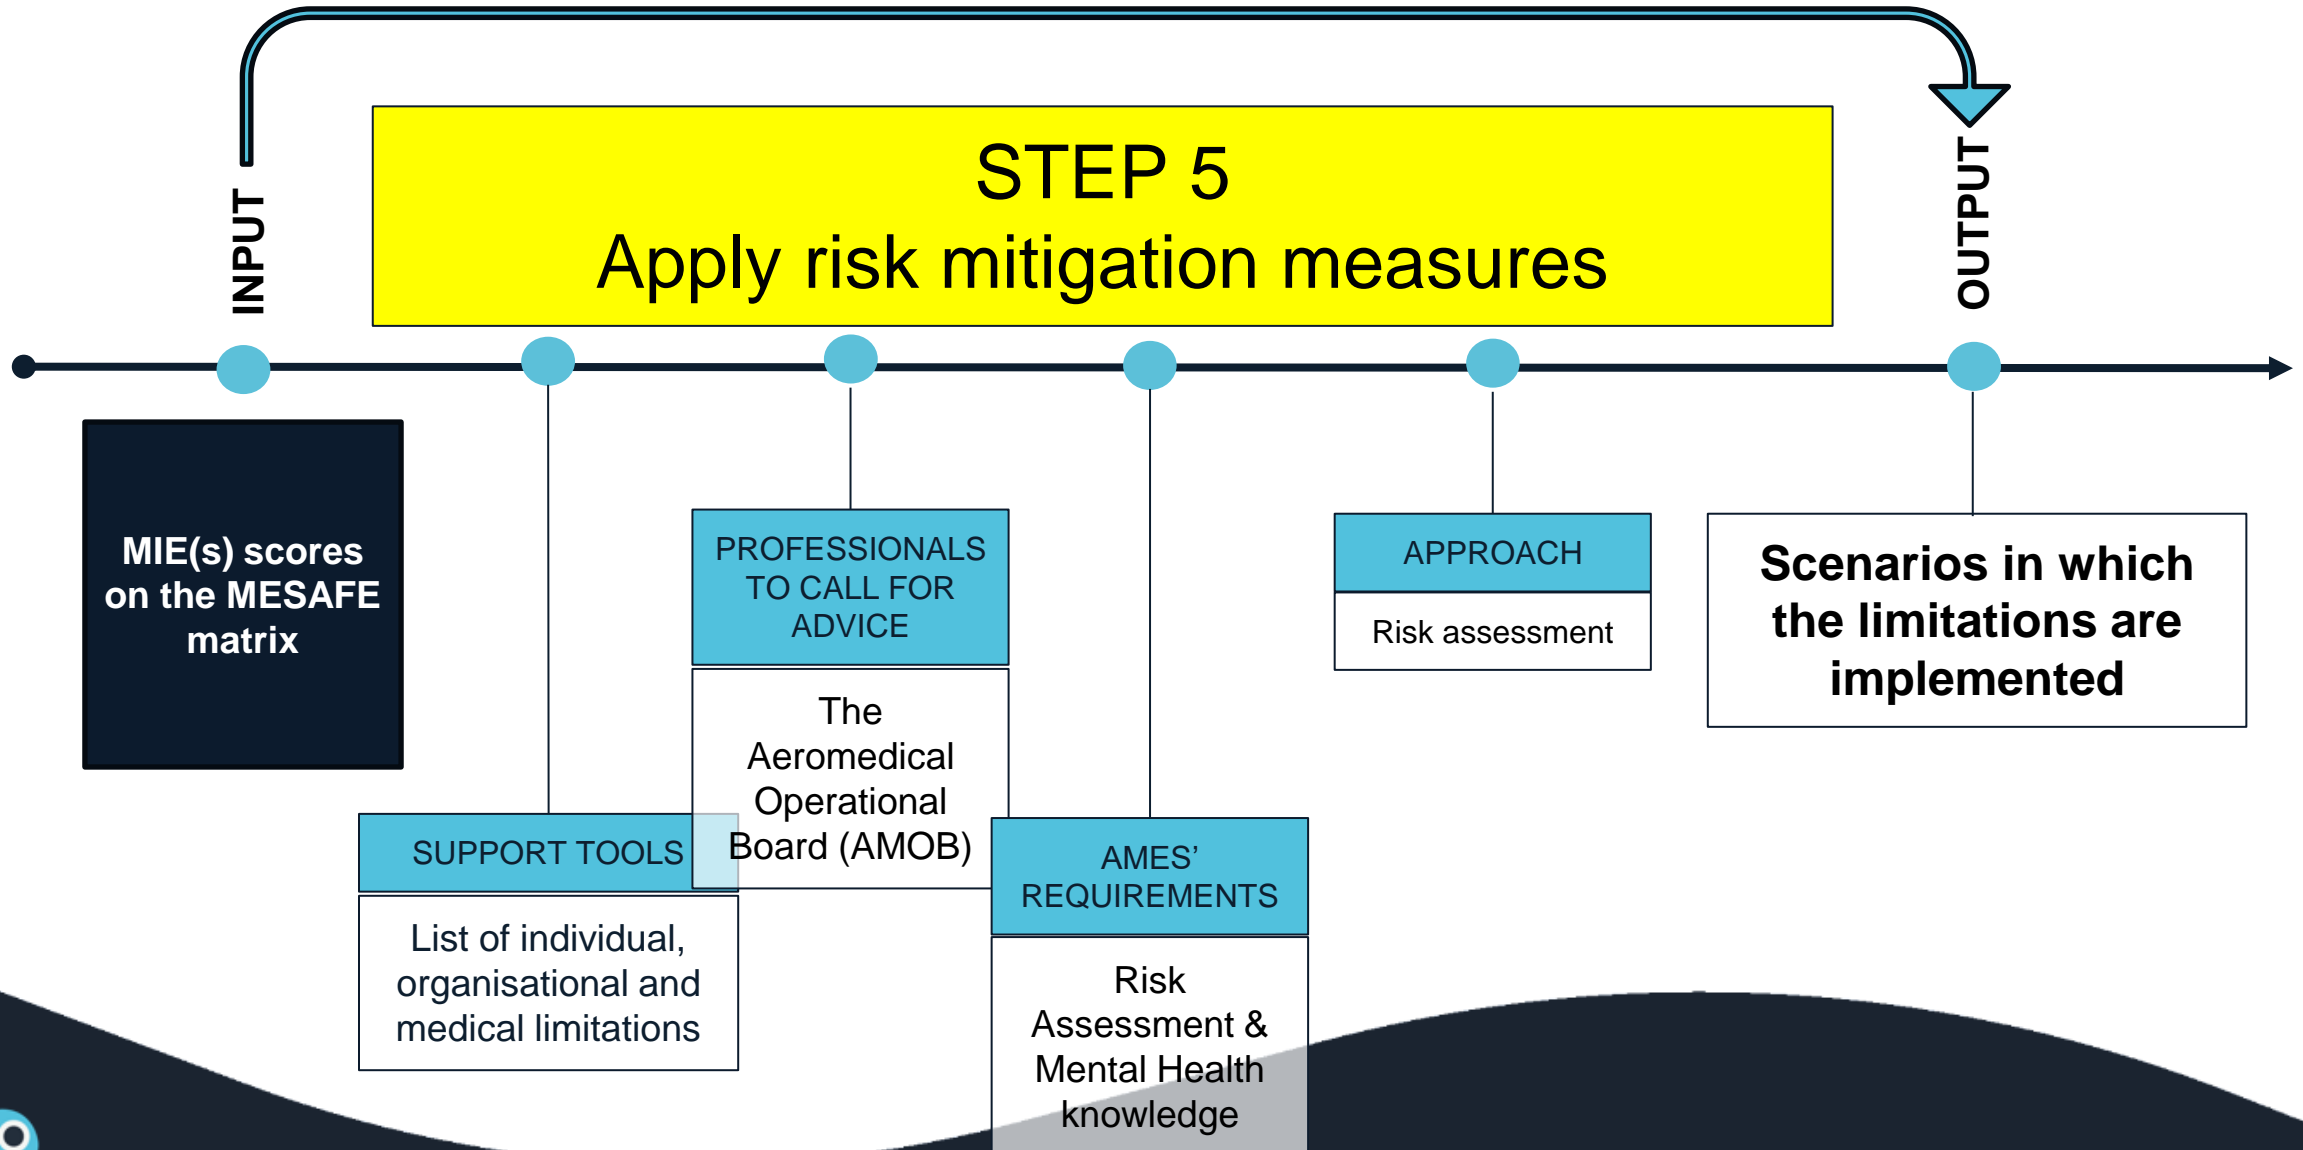 STEP 5
Apply risk mitigation measures
INPUT
OUTPUT
MIE(s) scores
on the MESAFE
matrix
SUPPORT TOOLS
List of individual,
organisational and
medical limitations
PROFESSIONALS
TO CALL FOR
ADVICE
The
Aeromedical
Operational
Board (AMOB)
AMES'
REQUIREMENTS
Risk
Assessment &
Mental Health
knowledge
APPROACH
Risk assessment
Scenarios in which
the limitations are
implemented